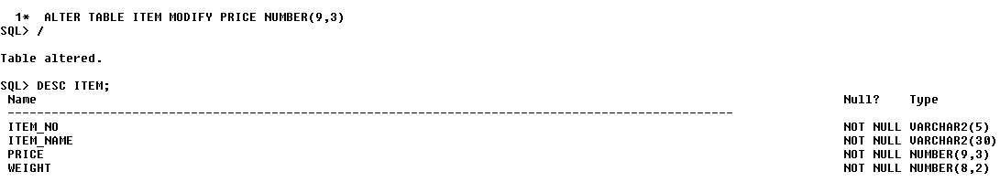 1* ALTER TABLE ITEM MODIFY PRICE NUMBER(9,3)
SQL> /
Table altered.
SQL> DESC ITEM;
Name Null? Type
----------------------------------------------------------------------------------------------------
ITEM_NO NOT NULL VARCHAR2(5)
ITEM_NAME NOT NULL VARCHAR2(30)
PRICE NOT NULL NUMBER(9,3)
WEIGHT NOT NULL NUMBER(8,2)